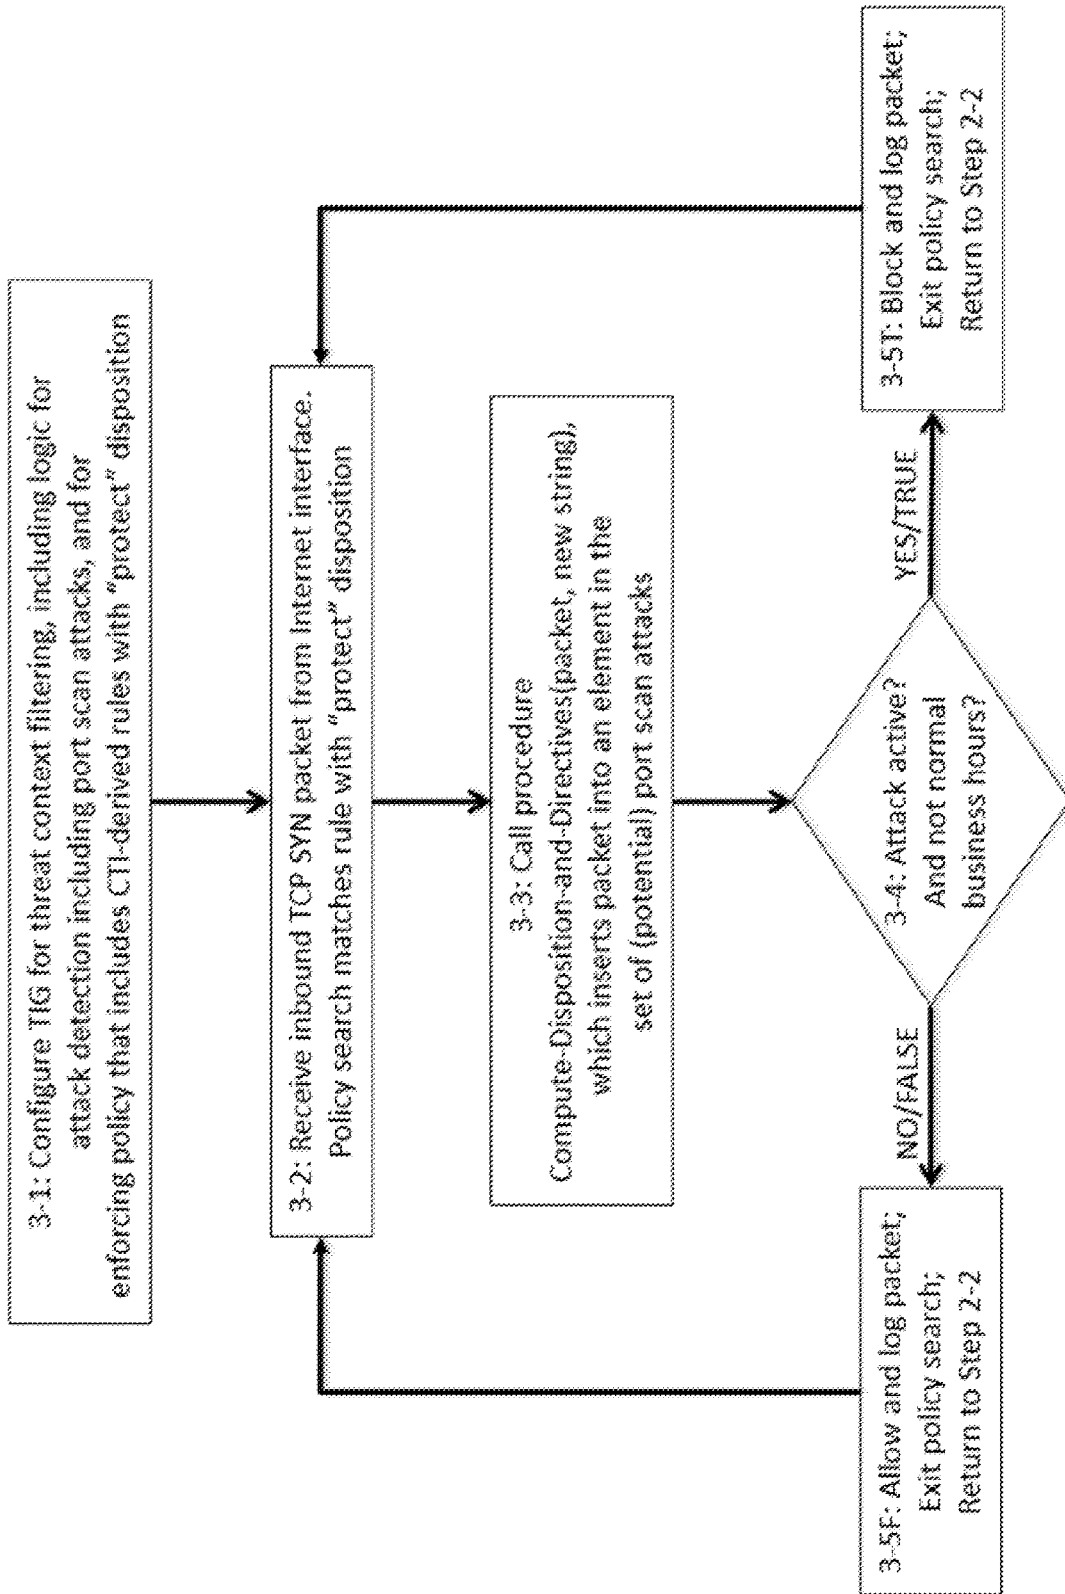 3-1: Configure TIG for threat context filtering, including logic for
attack detection including port scan attacks, and for
enforcing policy that includes CTI-derived rules with "protect" disposition
3-2: Receive inbound TCP SYN packet from Internet interface.
Policy search matches rule with "protect" disposition
3-3: Call procedure
Compute-Disposition-and-Directives(packet, new string),
which inserts packet into an element in the
set of (potential) port scan attacks
3-4: Attack active?
And not normal
business hours?
NO/FALSE
YES/TRUE
3-5F: Allow and log packet;
Exit policy search;
Return to Step 2-2
3-5T: Block and log packet;
Exit policy search;
Return to Step 2-2